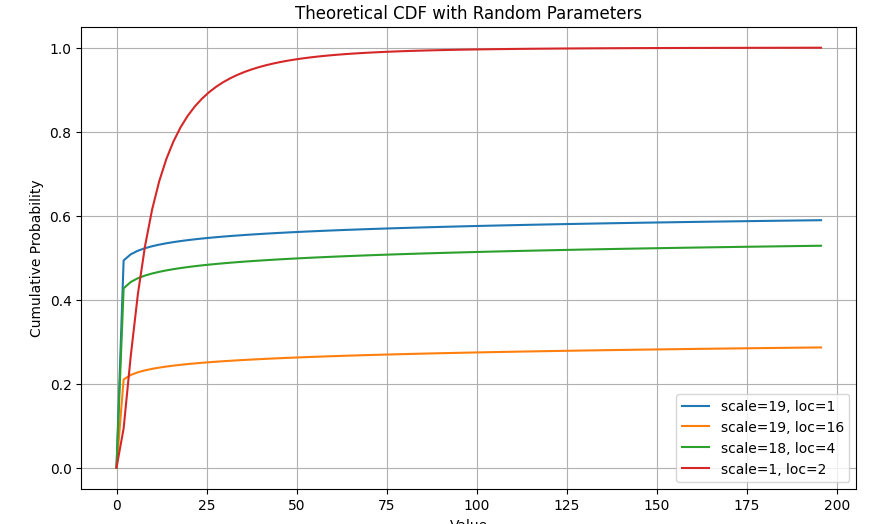 Theoretical CDF with Random Parameters
1.0
0.8
0.6
0.4
0.2
0.0
Cumulative Probability
scale=19, loc=1
scale=19, loc=16
scale=18, loc=4
scale=1, loc=2
0 25 50 75 100 125 150 175 200
Value